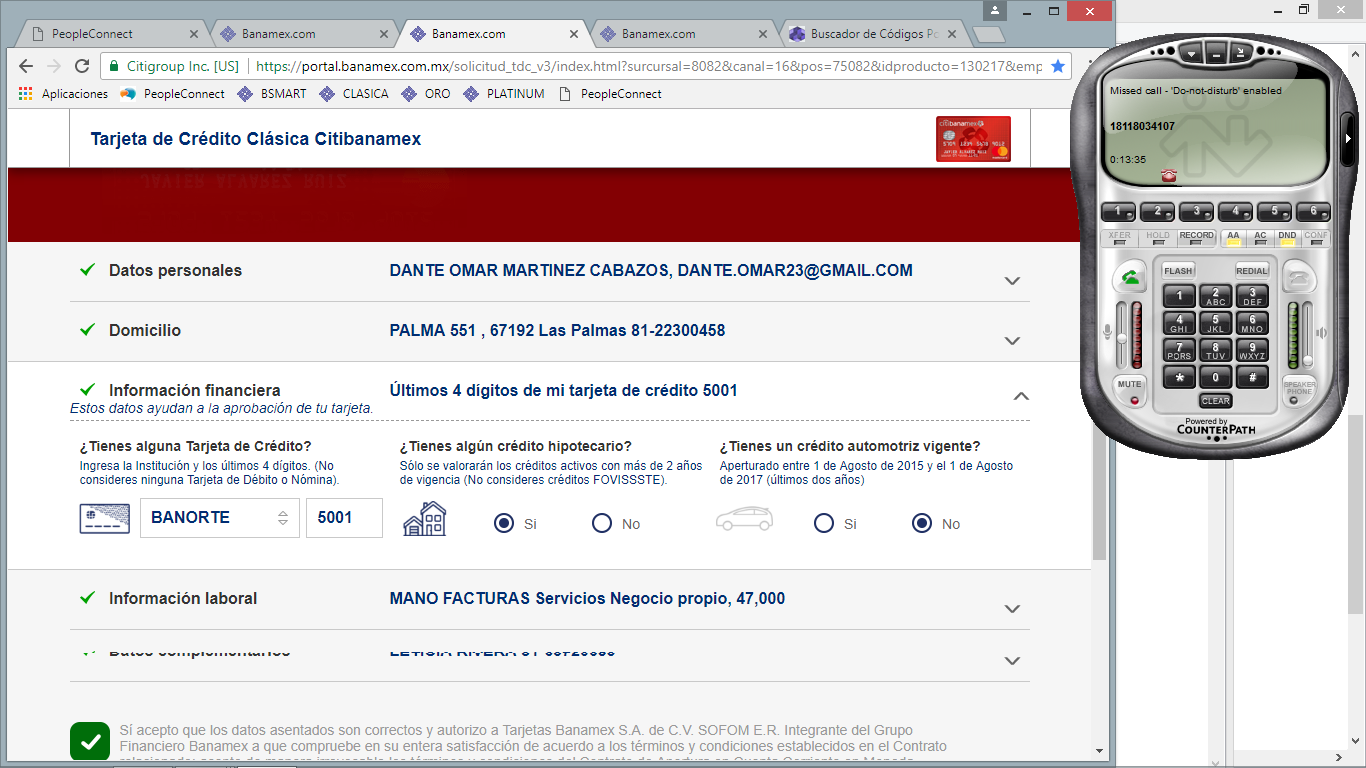 PeopleConnect
Banamex.com
Banamex.com
Banamex.com
Buscador de Códigos Po
Citigroup Inc. [US]
https://portal.banamex.com.mx/solicitud_tdc_v3/index.html?surcursal=8082&canal=16&pos=75082&idproducto=130217&emp
Aplicaciones PeopleConnect BSMART CLASICA ORO PLATINUM PeopleConnect
Tarjeta de Crédito Clásica Citibanamex
citibanamex
Datos personales DANTE OMAR MARTINEZ CABAZOS, DANTE.OMAR23@GMAIL.COM
Domicilio PALMA 551 , 67192 Las Palmas 81-22300458
Información financiera Últimos 4 dígitos de mi tarjeta de crédito 5001
Estos datos ayudan a la aprobación de tu tarjeta.
¿Tienes alguna Tarjeta de Crédito? ¿Tienes algún crédito hipotecario? ¿Tienes un crédito automotriz vigente?
Ingresa la Institución y los últimos 4 dígitos. (No Sólo se valorarán los créditos activos con más de 2 años Aperturado entre 1 de Agosto de 2015 y el 1 de Agosto
consideres ninguna Tarjeta de Débito o Nómina). de vigencia (No consideres créditos FOVISSSTE). de 2017 (últimos dos años)
BANORTE 5001 Si No Si No
Información laboral MANO FACTURAS Servicios Negocio propio, 47,000
Datos complementarios LETISIA RIVERA
Sí acepto que los datos asentados son correctos y autorizo a Tarjetas Banamex S.A. de C.V. SOFOM E.R. Integrante del Grupo
Financiero Banamex a que compruebe en su entera satisfacción de acuerdo a los términos y condiciones establecidos en el Contrato
Missed call - 'Do-not-disturb' enabled
18118034107
0:13:35
1 2 3 4 5 6
XFER HOLD RECORD AA AC DND CONF
FLASH REDIAL
1 2 ABC 3 DEF
4 GHI 5 JKL 6 MNO
7 PQRS 8 TUV 9 WXYZ
* 0 #
MUTE CLEAR SPEAKER PHONE
Powered by
COUNTERPATH